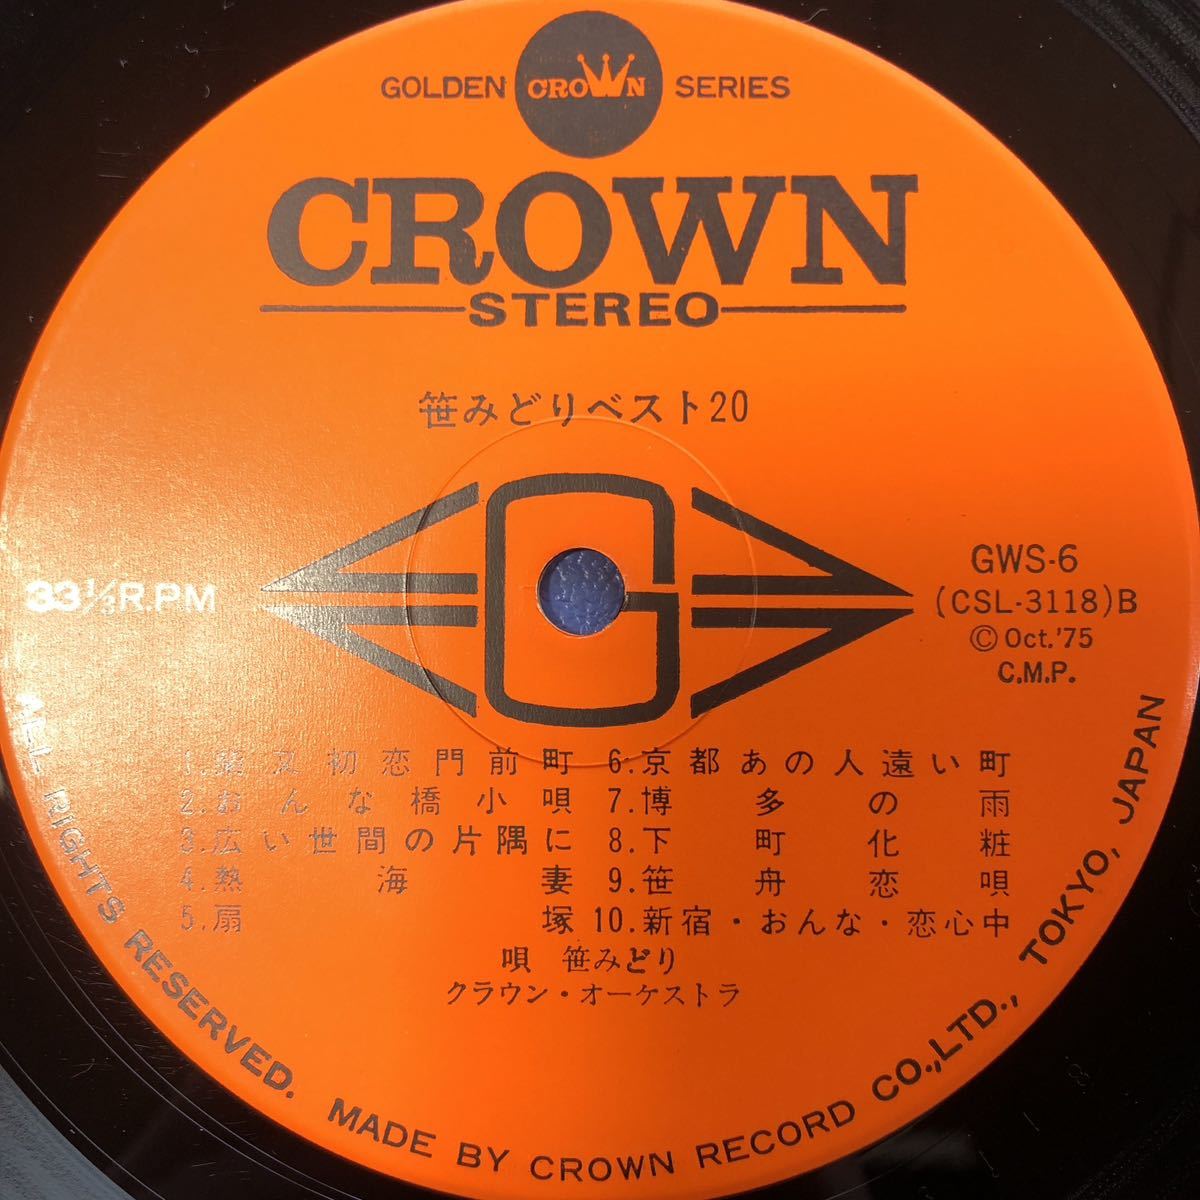 GOLDEN CROWN SERIES
CROWN
STEREO
笹みどりベスト20
G
33⅓R.PM
GWS-6
(CSL-3118)B
©Oct.'75
C.M.P.
1.柴又初恋門前町
2.おんな橋小唄
3.広い世間の片隅に
4.熱海妻
5.扇塚
6.京都あの人遠い町
7.博多の雨
8.下町化粧
9.笹舟恋唄
10.新宿・おんな・恋心中
唄 笹みどり
クラウン・オーケストラ
ALL RIGHTS RESERVED. MADE BY CROWN RECORD CO.,LTD., TOKYO, JAPAN